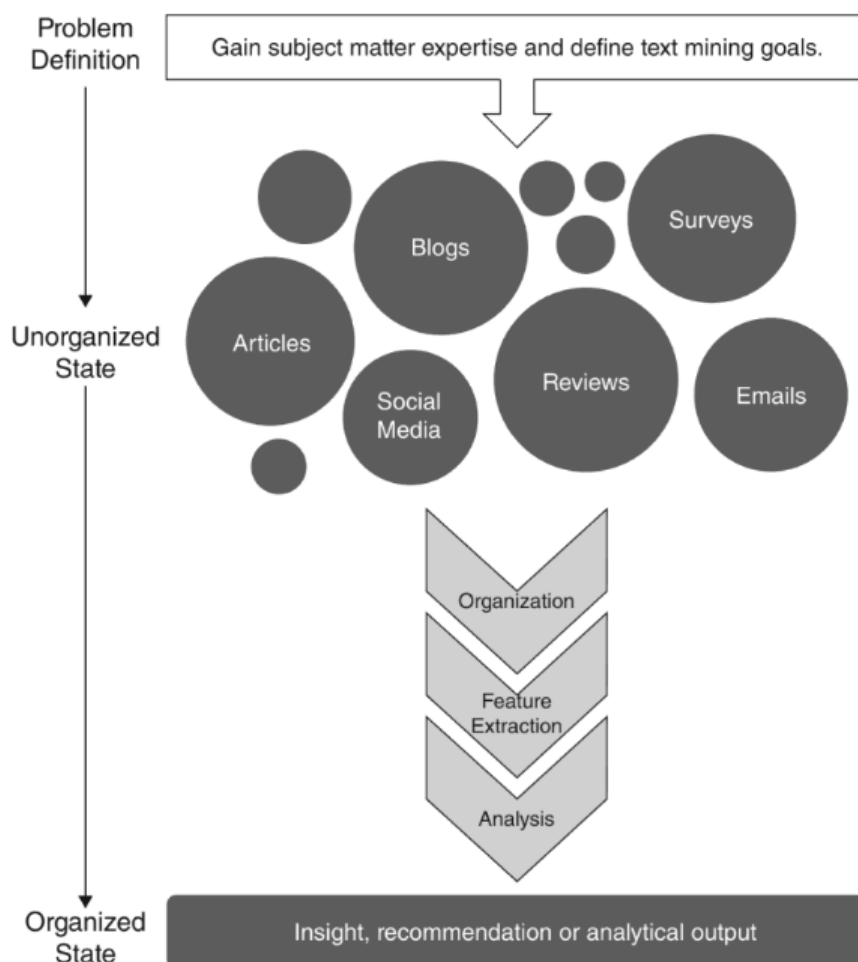 Problem
Definition
Gain subject matter expertise and define text mining goals.
Blogs
Surveys
Unorganized
State
Articles
Social
Media
Reviews
Emails
Organization
Feature
Extraction
Analysis
Organized
State
Insight, recommendation or analytical output